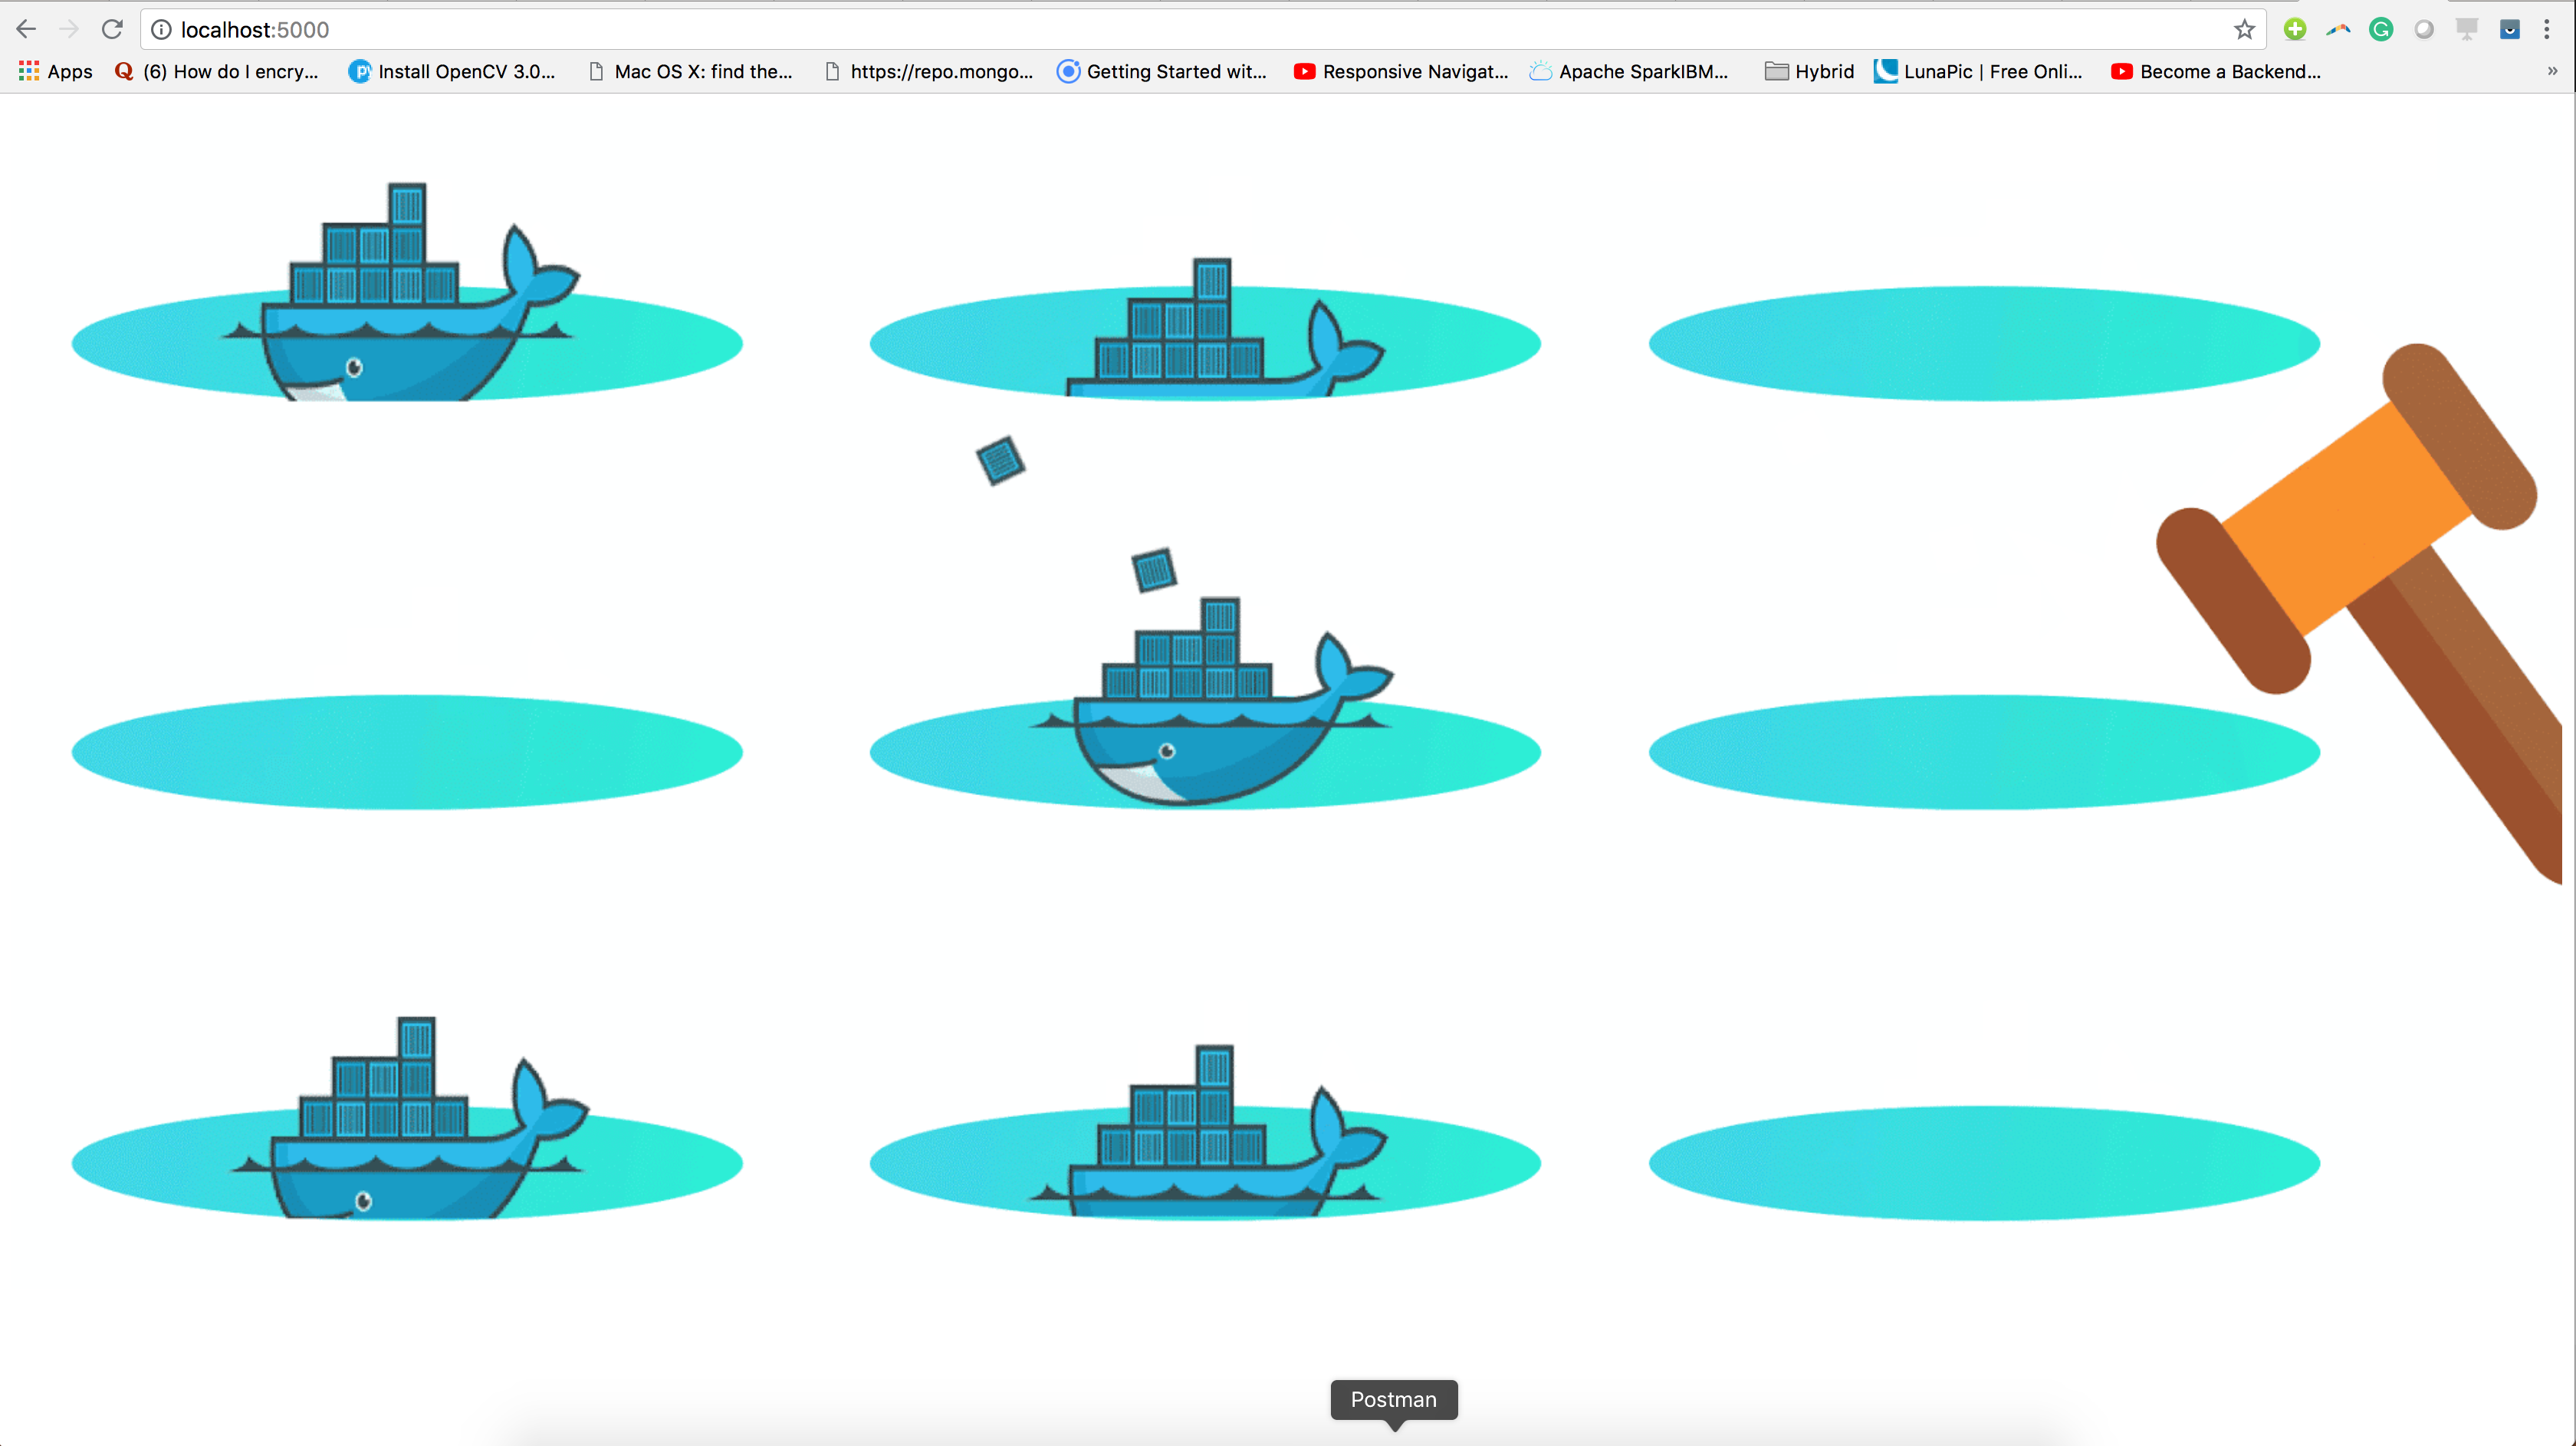 localhost:5000
Apps (6) How do I encry... Install OpenCV 3.0... Mac OS X: find the... https://repo.mongo... Getting Started wit... Responsive Navigat... Apache SparkIBM... Hybrid LunaPic | Free Onli... Become a Backend... »
Postman